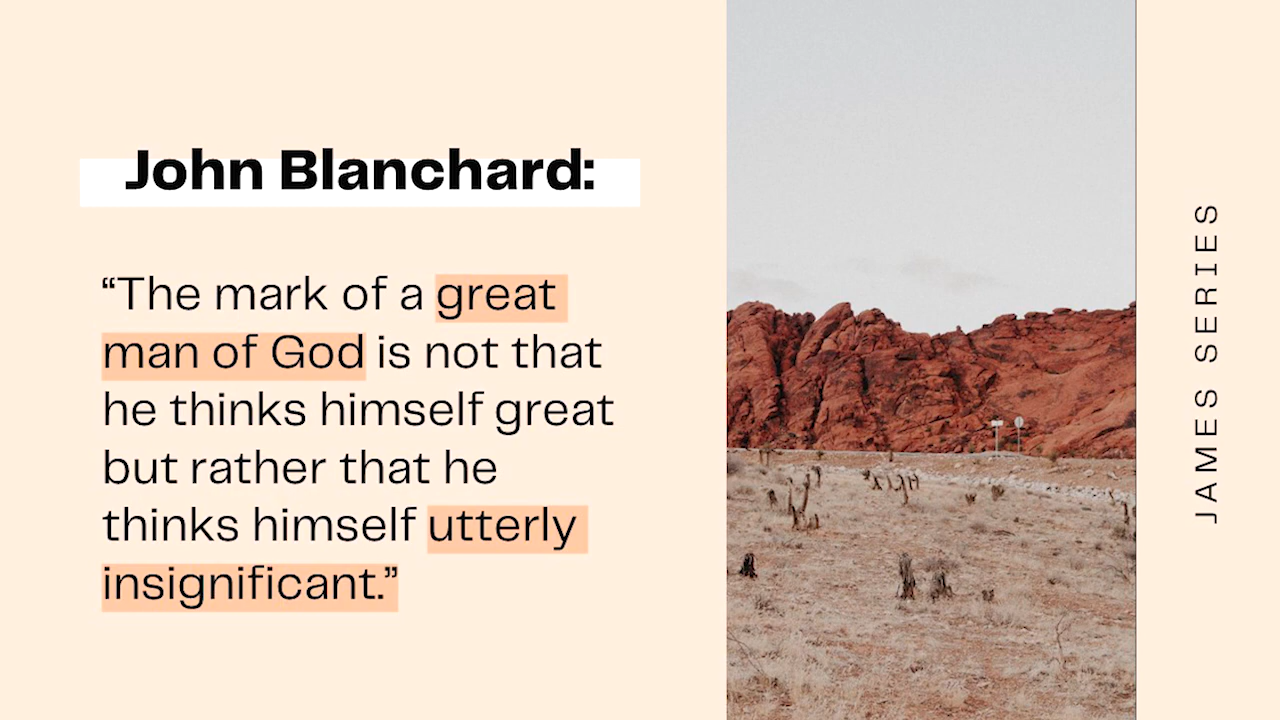 John Blanchard:
“The mark of a great
man of God is not that
he thinks himself great
but rather that he
thinks himself utterly
insignificant.”
JAMES SERIES